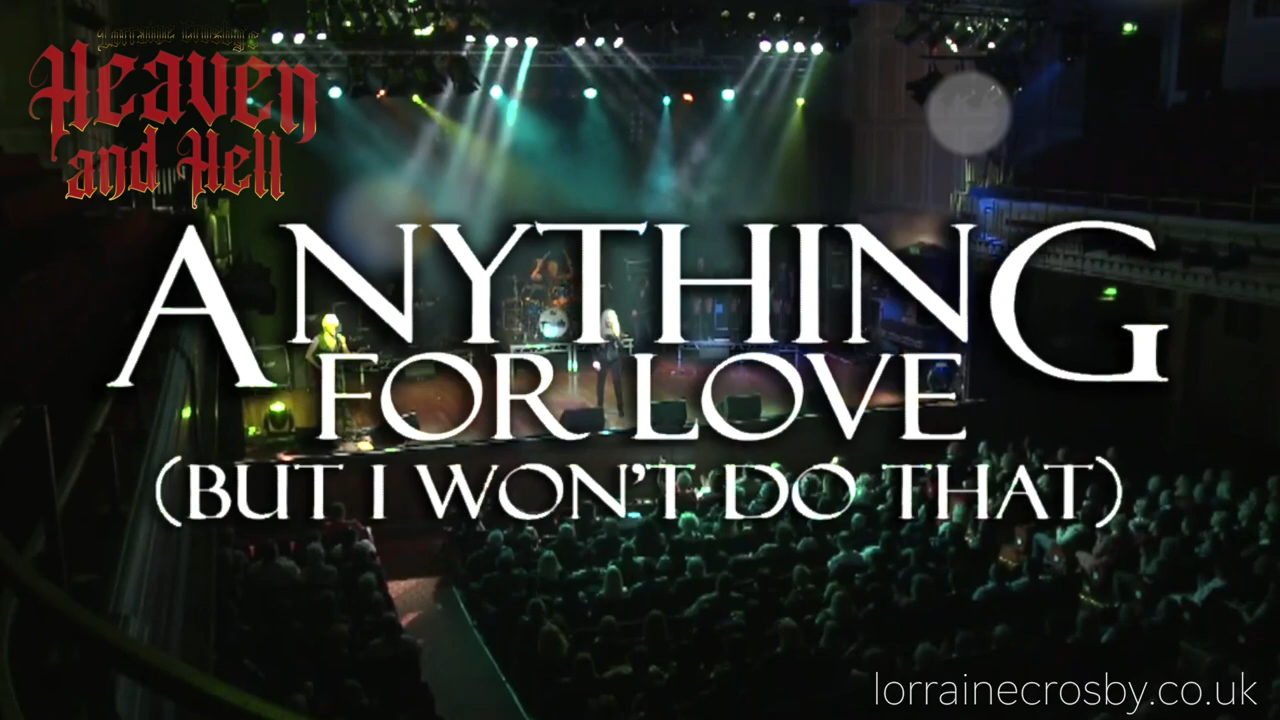 Heaven
and Hell
ANYTHING
FOR LOVE
(BUT I WON'T DO THAT)
lorrainecrosby.co.uk